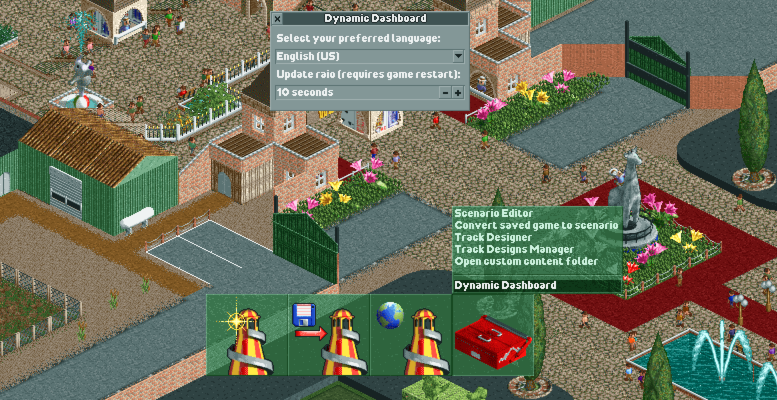 Dynamic Dashboard
Select your preferred language:
English (US)
Update raio (requires game restart):
10 seconds
Scenario Editor
Convert saved game to scenario
Track Designer
Track Designs Manager
Open custom content folder
Dynamic Dashboard